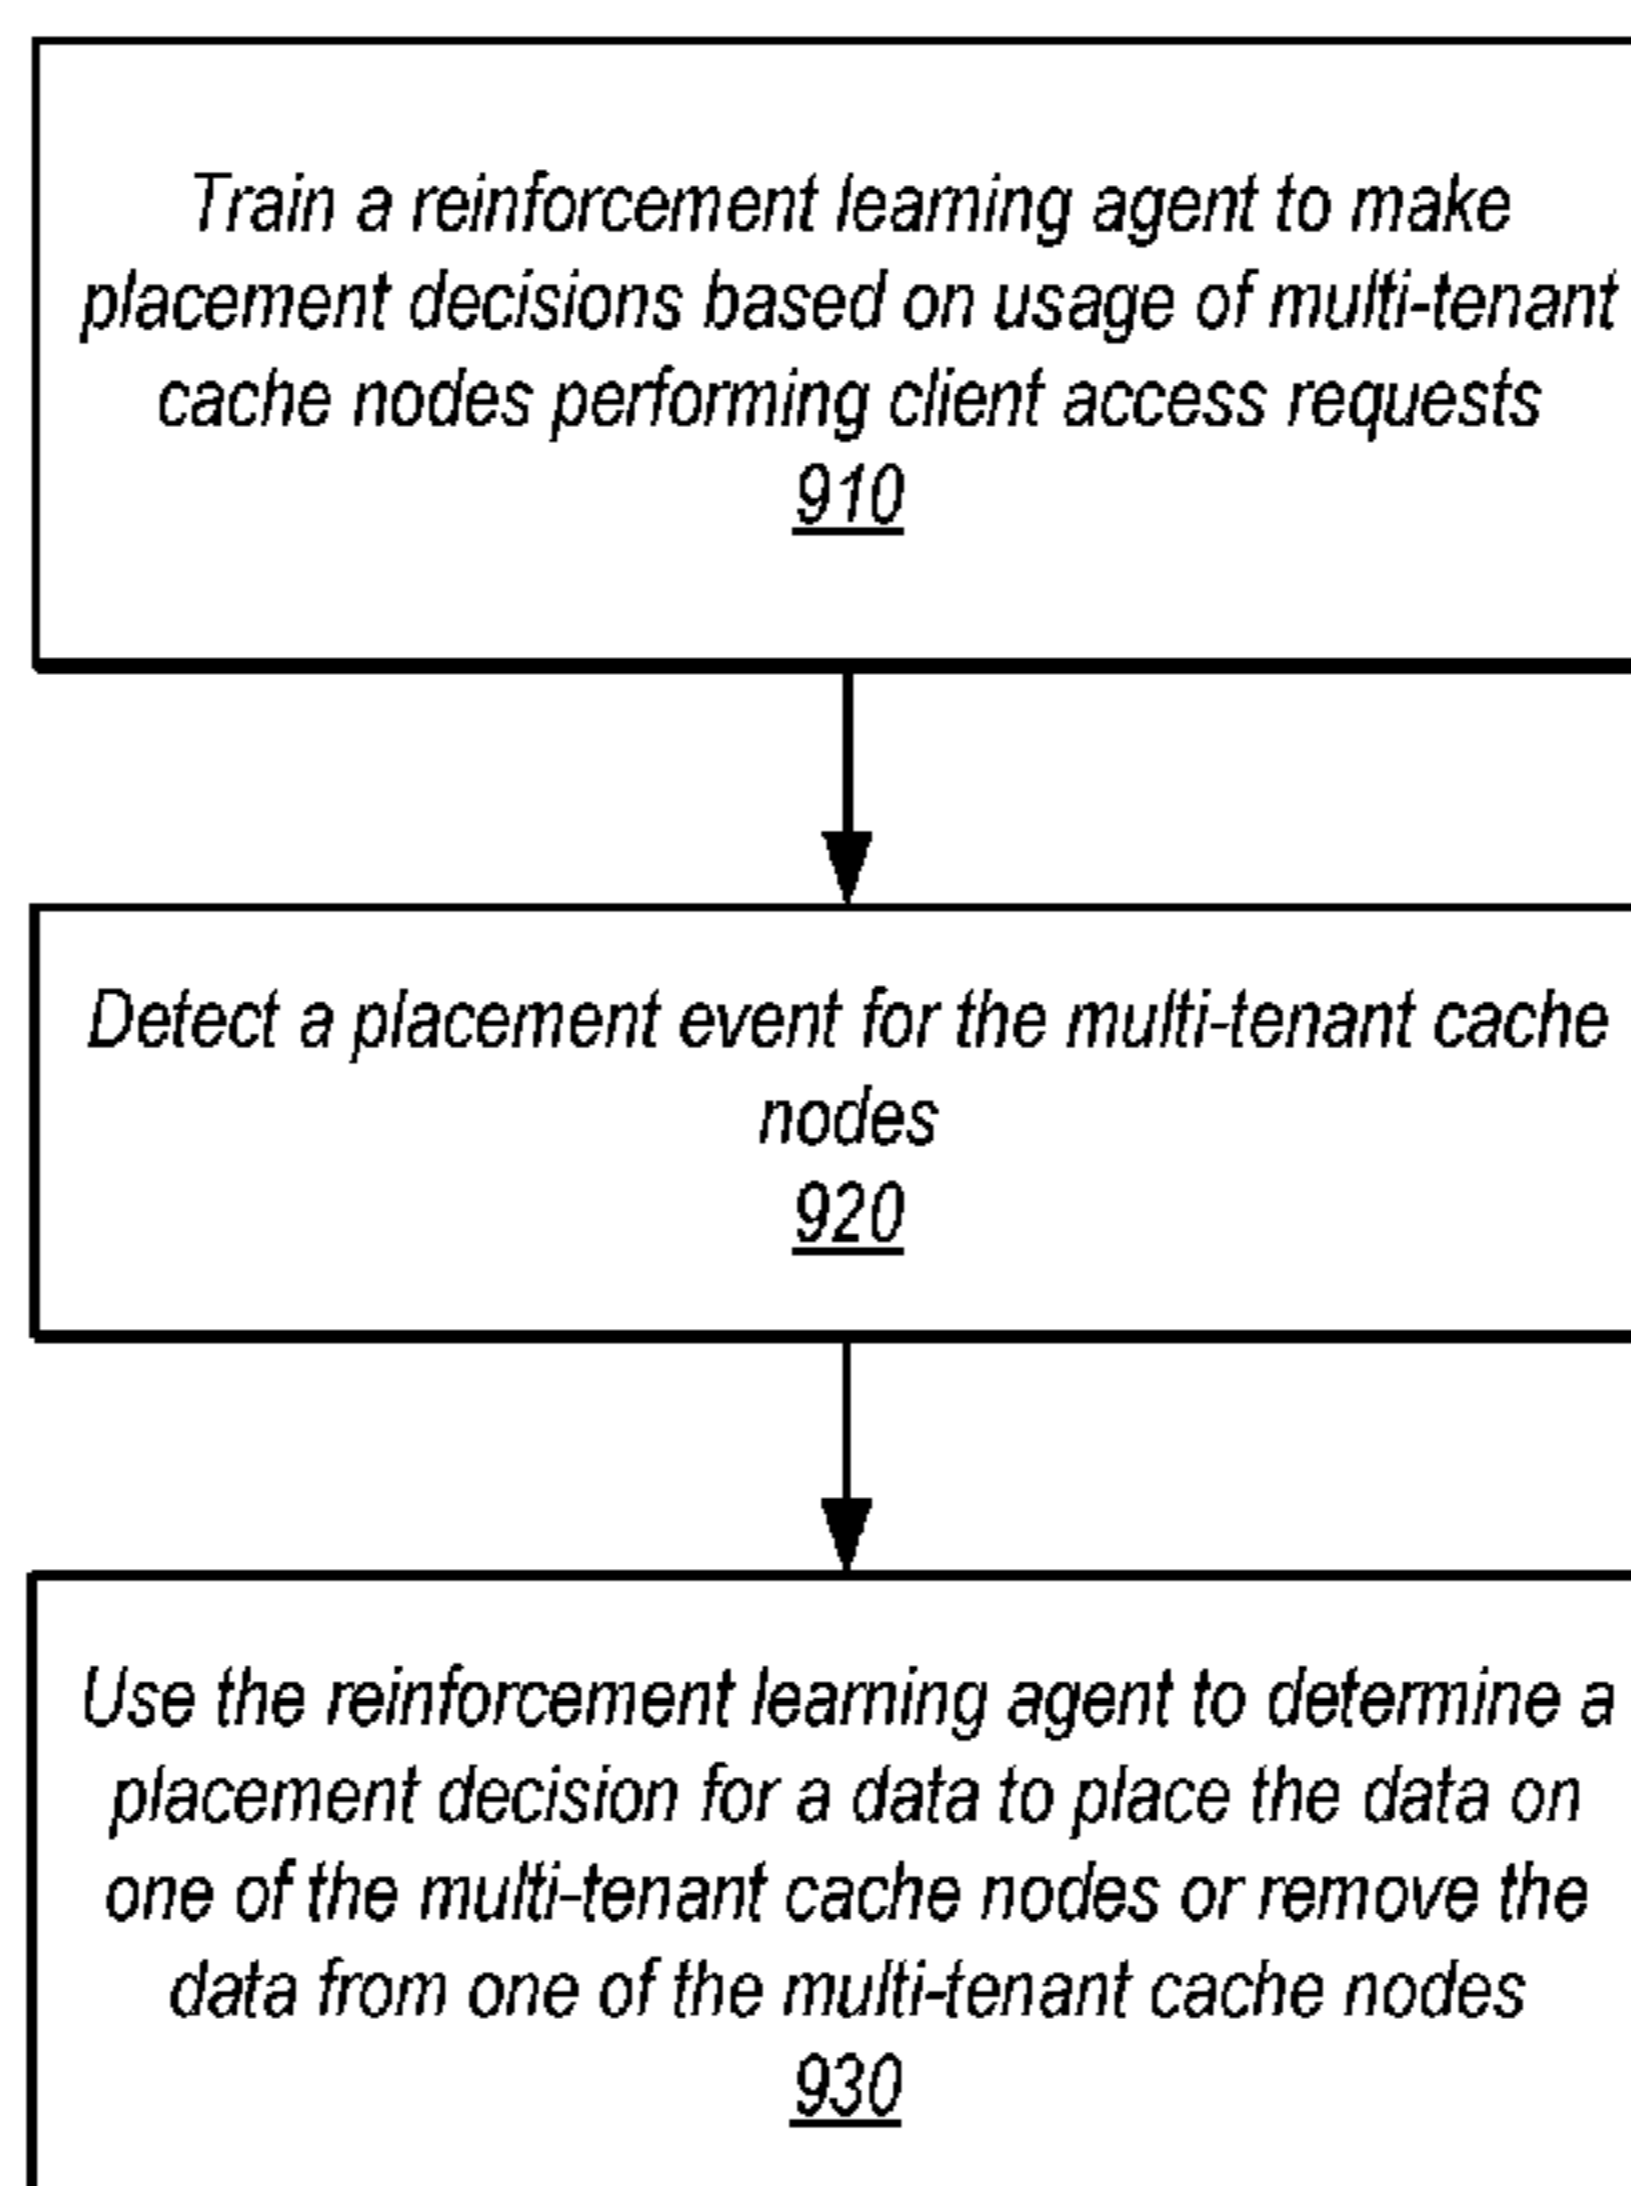 Train a reinforcement learning agent to make
placement decisions based on usage of multi-tenant
cache nodes performing client access requests
910
Detect a placement event for the multi-tenant cache
nodes
920
Use the reinforcement learning agent to determine a
placement decision for a data to place the data on
one of the multi-tenant cache nodes or remove the
data from one of the multi-tenant cache nodes
930